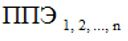 ППЭ 1, 2, ..., n